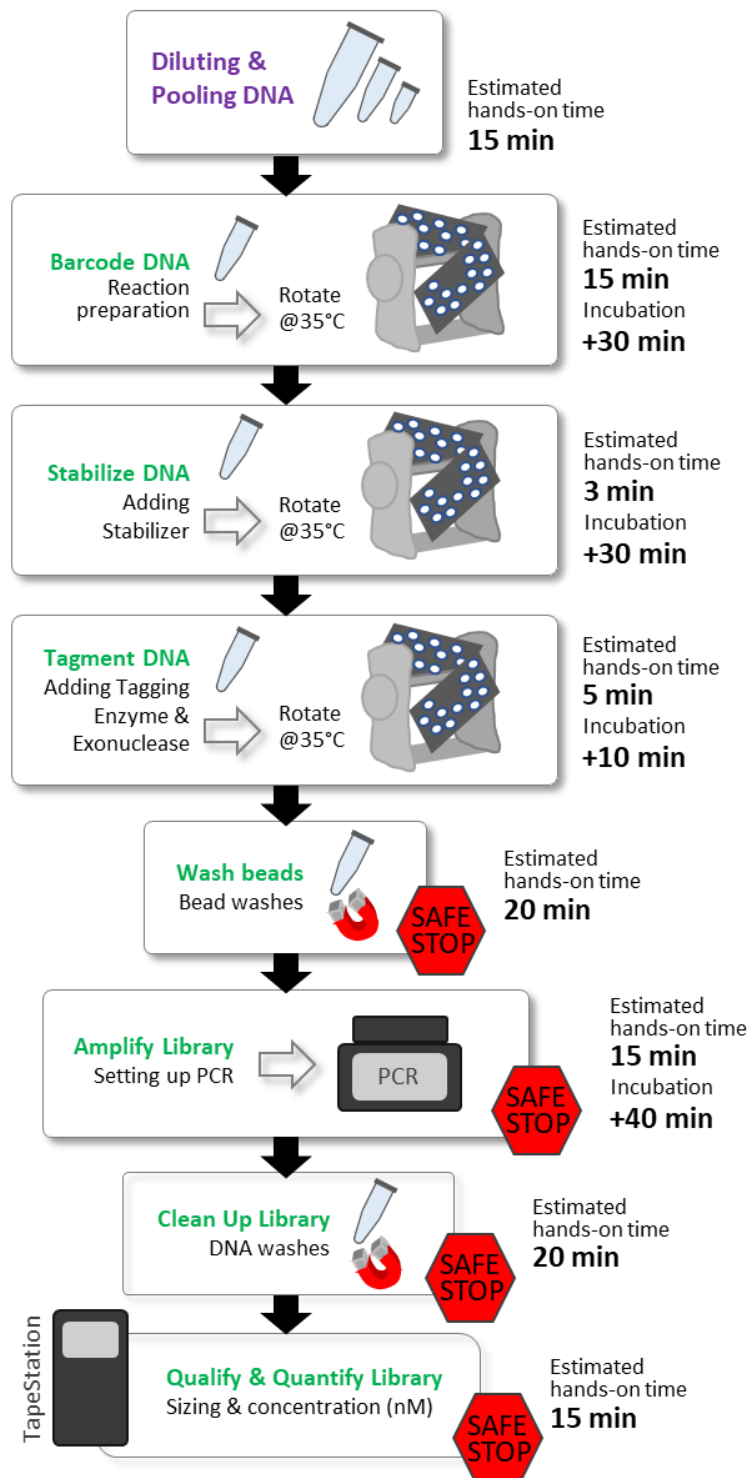 Diluting &
Pooling DNA
Estimated
hands-on time
15 min
Barcode DNA
Reaction
preparation
Rotate
@35°C
Estimated
hands-on time
15 min
Incubation
+30 min
Stabilize DNA
Adding
Stabilizer
Rotate
@35°C
Estimated
hands-on time
3 min
Incubation
+30 min
Tagment DNA
Adding Tagging
Enzyme &
Exonuclease
Rotate
@35°C
Estimated
hands-on time
5 min
Incubation
+10 min
Wash beads
Bead washes
SAFE
STOP
Estimated
hands-on time
20 min
Amplify Library
Setting up PCR
PCR
SAFE
STOP
Estimated
hands-on time
15 min
Incubation
+40 min
Clean Up Library
DNA washes
SAFE
STOP
Estimated
hands-on time
20 min
TapeStation
Qualify & Quantify Library
Sizing & concentration (nM)
SAFE
STOP
Estimated
hands-on time
15 min